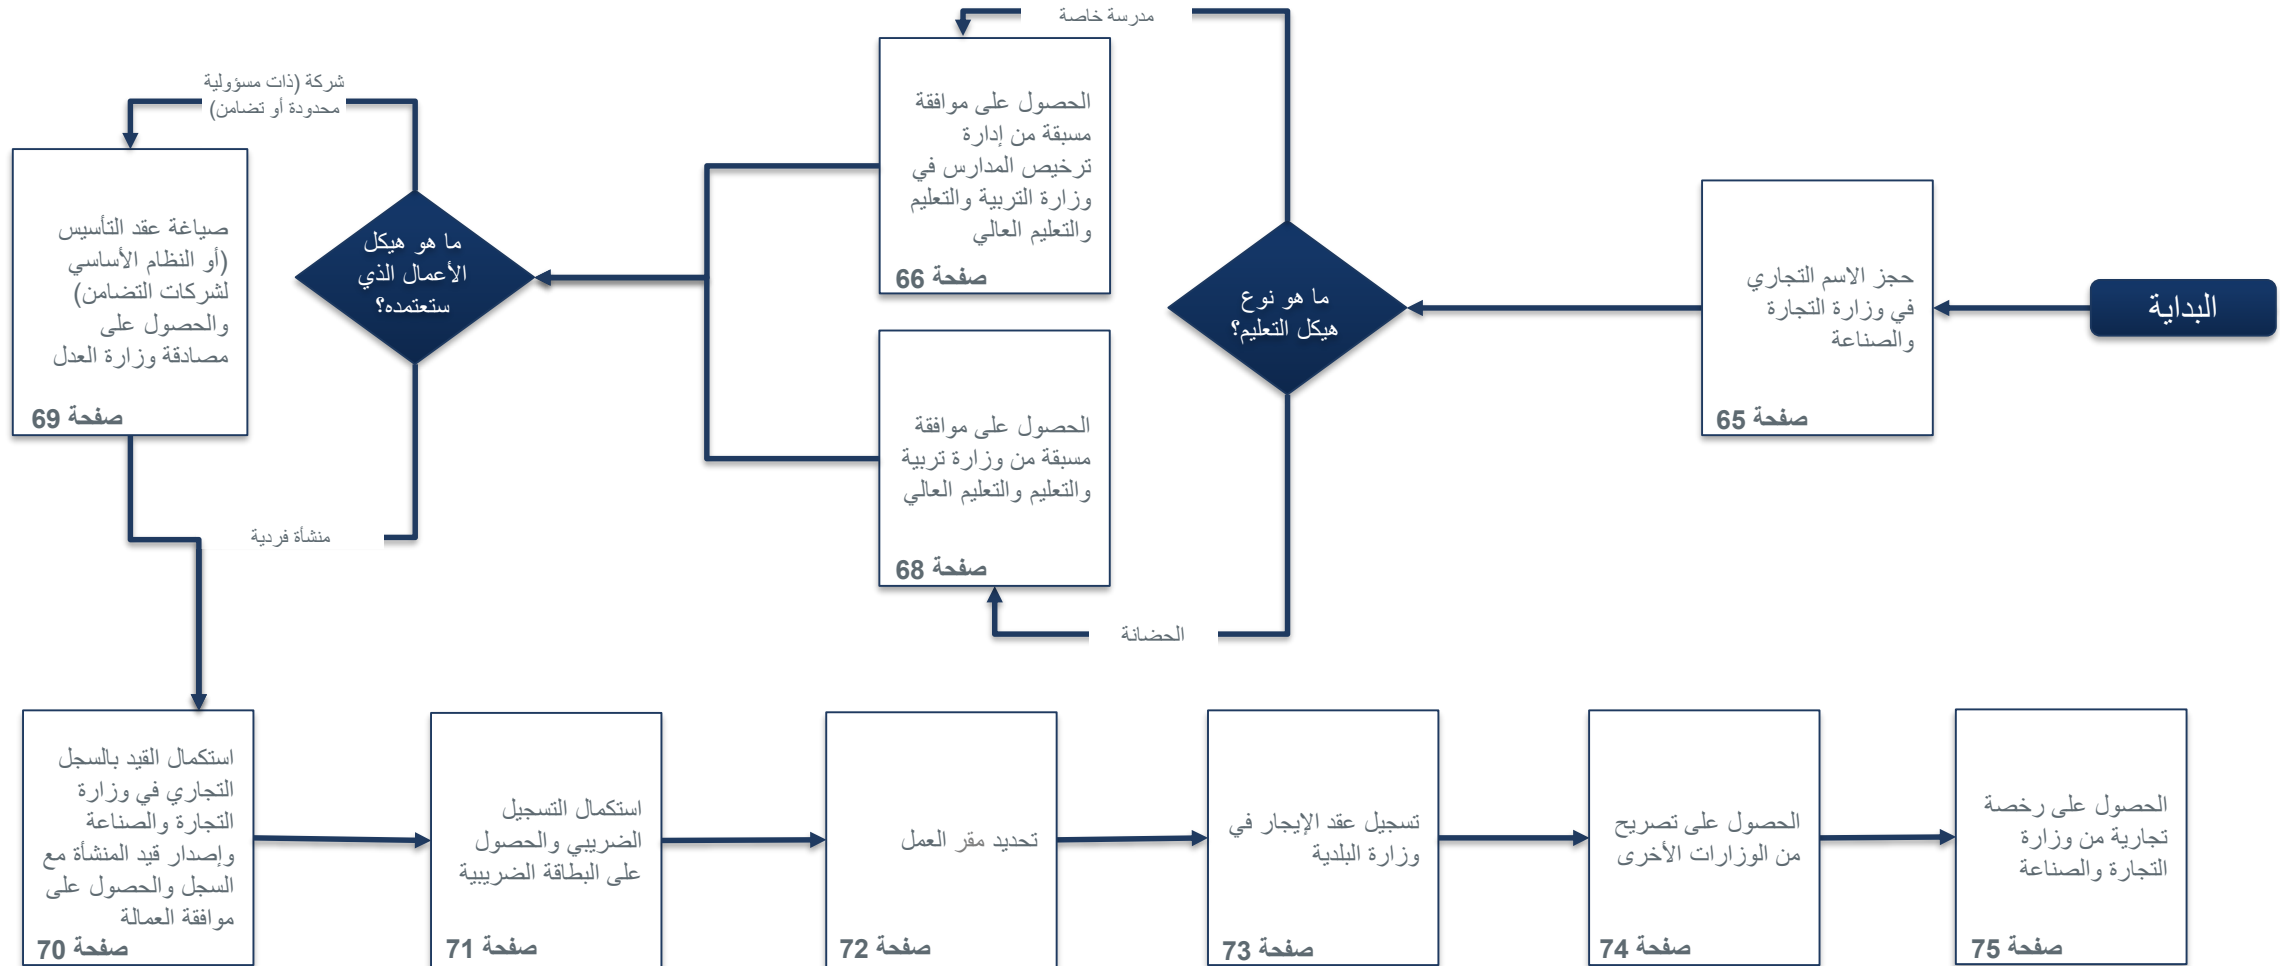 البداية
حجز الاسم التجاري
في وزارة التجارة
والصناعة
صفحة 65
ما هو نوع
هيكل التعليم؟
مدرسة خاصة
الحصول على موافقة
مسبقة من إدارة
ترخيص المدارس في
وزارة التربية والتعليم
والتعليم العالي
صفحة 66
الحضانة
الحصول على موافقة
مسبقة من وزارة تربية
والتعليم والتعليم العالي
صفحة 68
ما هو هيكل
الأعمال الذي
ستعتمده؟
شركة (ذات مسؤولية
محدودة أو تضامن)
صياغة عقد التأسيس
(أو النظام الأساسي
لشركات التضامن)
والحصول على
مصادقة وزارة العدل
صفحة 69
منشأة فردية
استكمال القيد بالسجل
التجاري في وزارة
التجارة والصناعة
وإصدار قيد المنشأة مع
السجل والحصول على
موافقة العمالة
صفحة 70
استكمال التسجيل
الضريبي والحصول
على البطاقة الضريبية
صفحة 71
تحديد مقر العمل
صفحة 72
تسجيل عقد الإيجار في
وزارة البلدية
صفحة 73
الحصول على تصريح
من الوزارات الأخرى
صفحة 74
الحصول على رخصة
تجارية من وزارة
التجارة والصناعة
صفحة 75